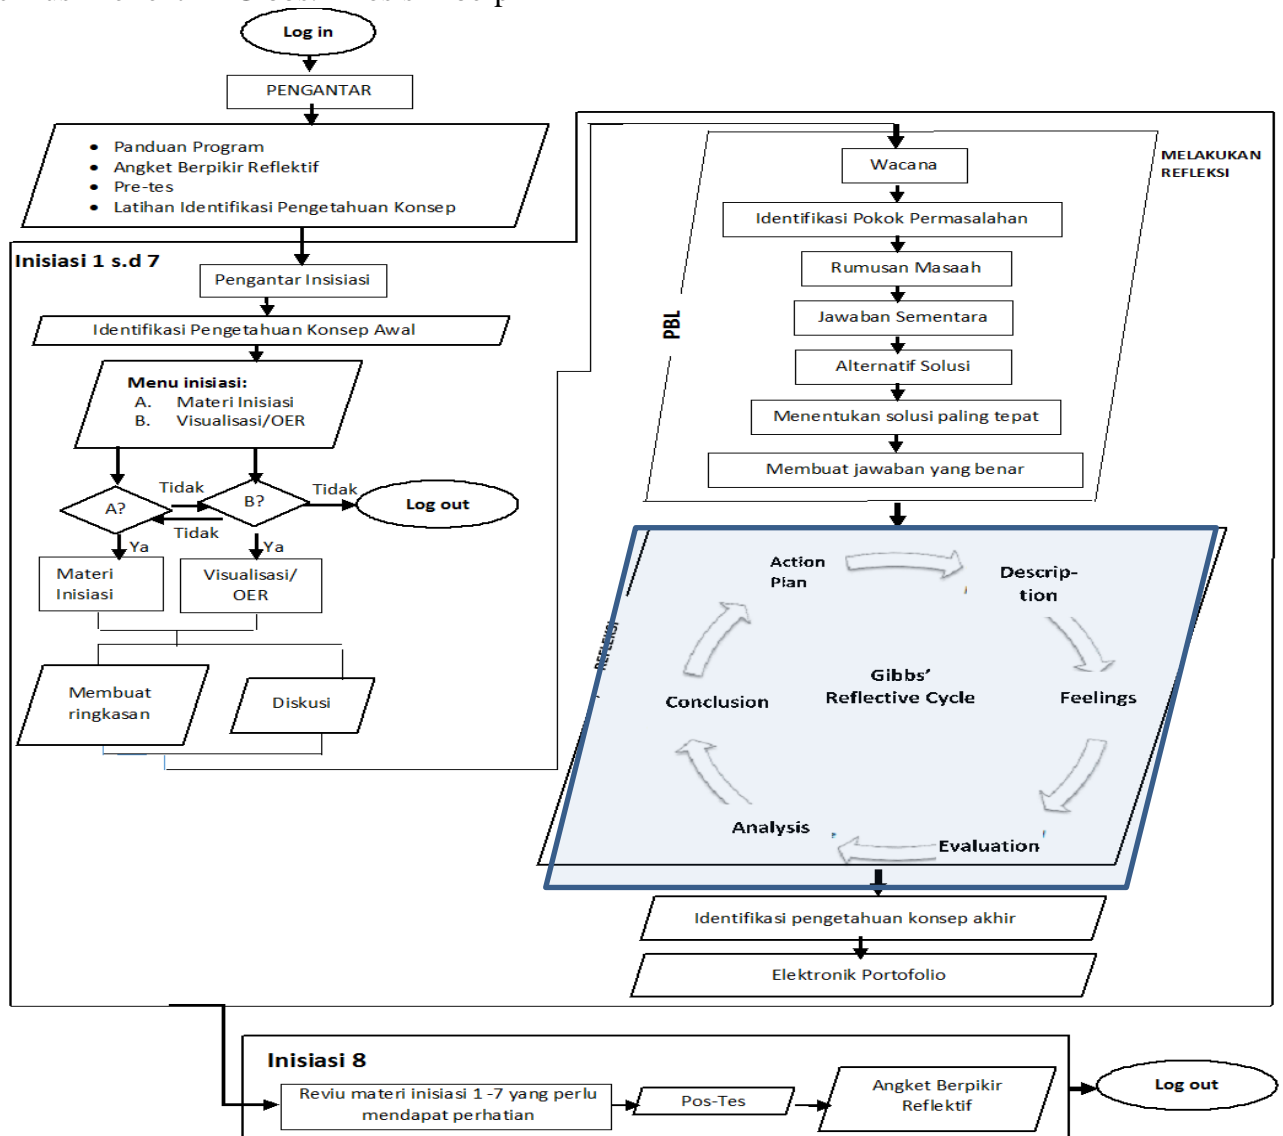 Log in
PENGANTAR
• Panduan Program
• Angket Berpikir Reflektif
• Pre-tes
• Latihan Identifikasi Pengetahuan Konsep
Inisiasi 1 s.d 7
Pengantar Insisiasi
Identifikasi Pengetahuan Konsep Awal
Menu inisiasi:
A. Materi Inisiasi
B. Visualisasi/OER
A?
Tidak
B?
Tidak
Log out
Tidak
Ya
Ya
Materi
Inisiasi
Visualisasi/
OER
Membuat
ringkasan
Diskusi
MELAKUKAN
REFLEKSI
PBL
Wacana
Identifikasi Pokok Permasalahan
Rumusan Masaah
Jawaban Sementara
Alternatif Solusi
Menentukan solusi paling tepat
Membuat jawaban yang benar
REFLEKSI
Action
Plan
Descrip-
tion
Gibbs’
Reflective Cycle
Feelings
Conclusion
Analysis
Evaluation
Identifikasi pengetahuan konsep akhir
Elektronik Portofolio
Inisiasi 8
Reviu materi inisiasi 1 -7 yang perlu
mendapat perhatian
Pos-Tes
Angket Berpikir
Reflektif
Log out